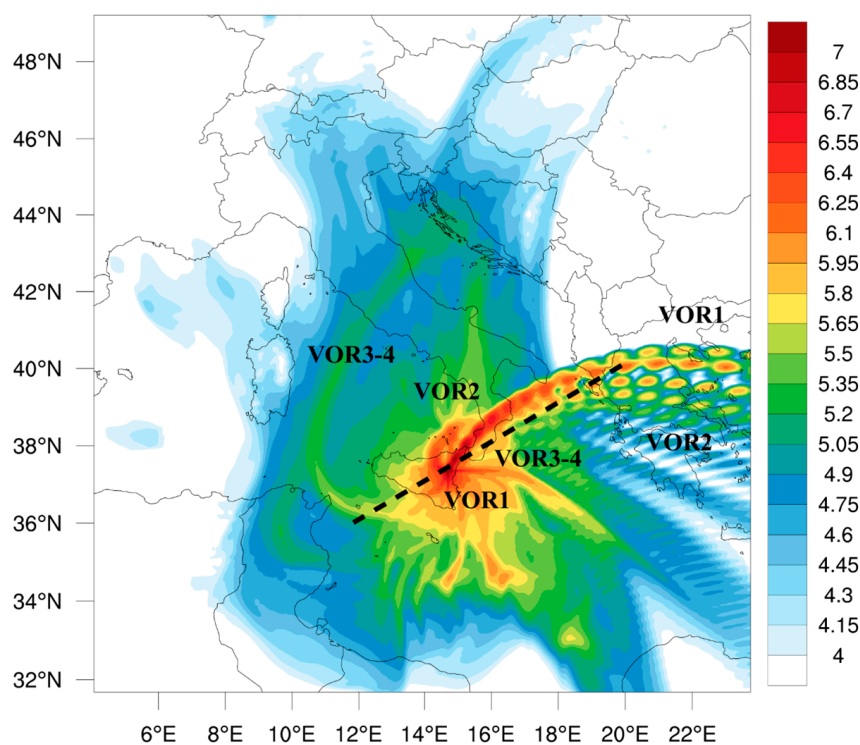 48°N
46°N
44°N
42°N
40°N
38°N
36°N
34°N
32°N
6°E
8°E
10°E
12°E
14°E
16°E
18°E
20°E
22°E
VOR1
VOR3-4
VOR2
VOR2
VOR3-4
VOR1
7
6.85
6.7
6.55
6.4
6.25
6.1
5.95
5.8
5.65
5.5
5.35
5.2
5.05
4.9
4.75
4.6
4.45
4.3
4.15
4